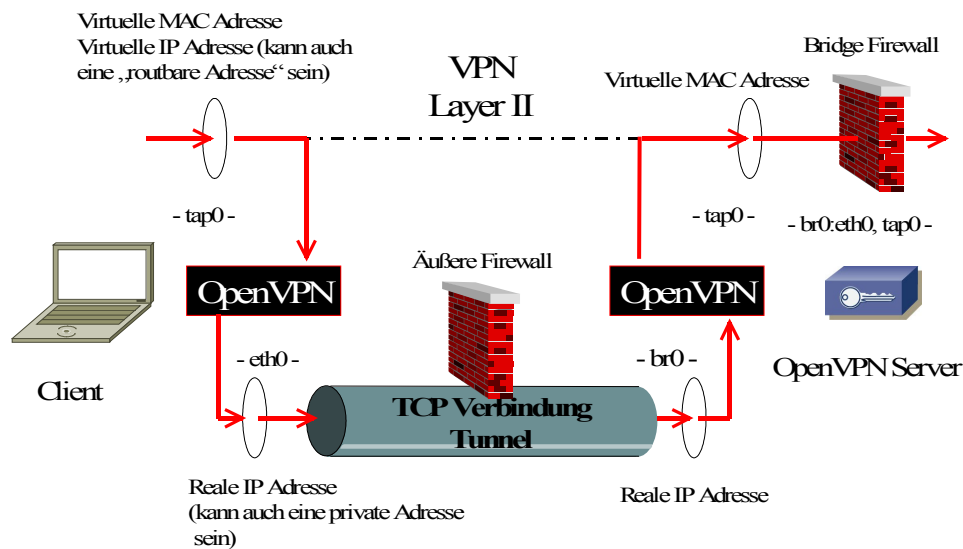 Virtuelle MAC Adresse
Virtuelle IP Adresse (kann auch
eine „routbare Adresse“ sein)
VPN
Layer II
Virtuelle MAC Adresse
Bridge Firewall
- tap0 -
- tap0 -
- br0:eth0, tap0 -
Äußere Firewall
OpenVPN
OpenVPN
- eth0 -
- br0 -
Client
OpenVPN Server
TCP Verbindung
Tunnel
Reale IP Adresse
(kann auch eine private Adresse
sein)
Reale IP Adresse